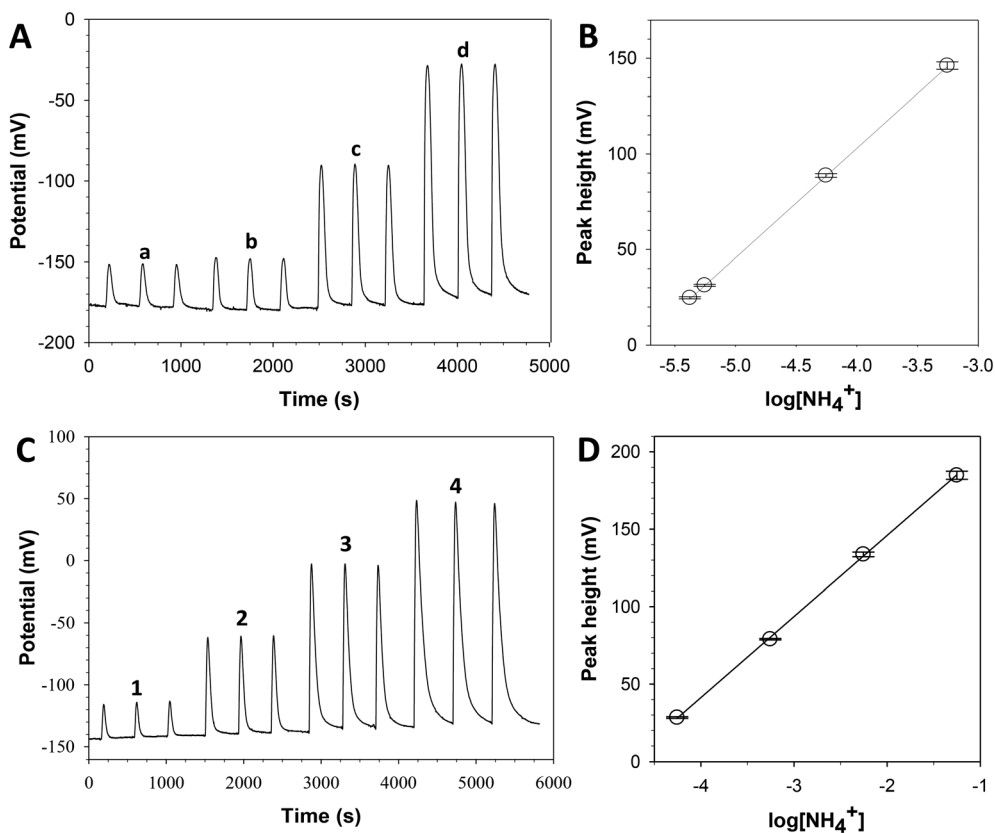 A
0
-50
-100
-150
-200
Potential (mV)
a
b
c
d
0 1000 2000 3000 4000 5000
Time (s)
B
150
100
50
0
Peak height (mV)
-5.5 -5.0 -4.5 -4.0 -3.5 -3.0
log[NH4+]
C
100
50
0
-50
-100
-150
Potential (mV)
1
2
3
4
0 1000 2000 3000 4000 5000 6000
Time (s)
D
200
150
100
50
0
Peak height (mV)
-4 -3 -2 -1
log[NH4+]